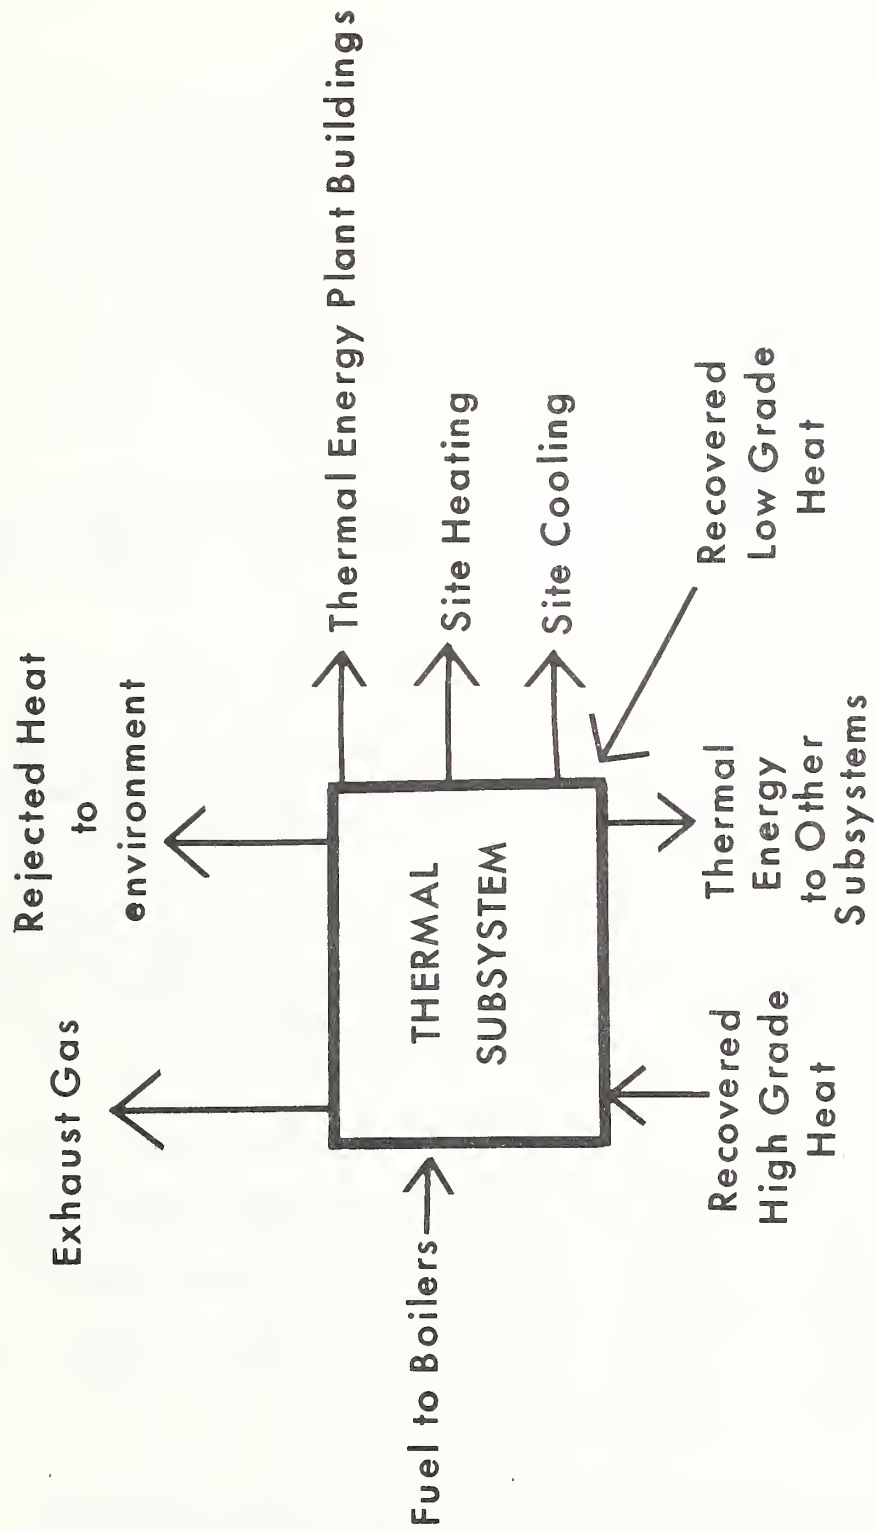 Exhaust Gas
Rejected Heat
to
environment
Fuel to Boilers
THERMAL
SUBSYSTEM
Thermal Energy Plant Buildings
Site Heating
Site Cooling
Recovered
High Grade
Heat
Thermal
Energy
to Other
Subsystems
Recovered
Low Grade
Heat